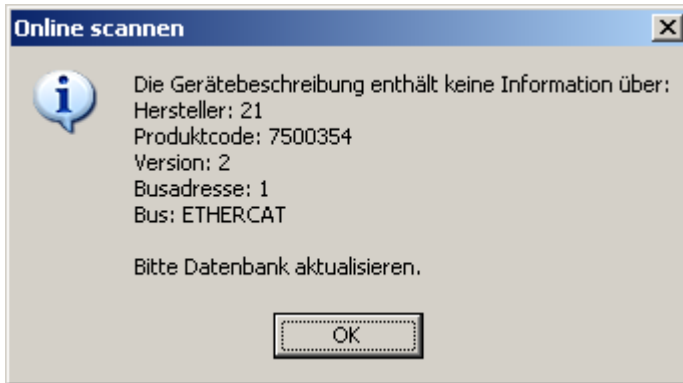 Online scannen
Die Gerätebeschreibung enthält keine Information über:
Hersteller: 21
Produktcode: 7500354
Version: 2
Busadresse: 1
Bus: ETHERCAT
Bitte Datenbank aktualisieren.
OK